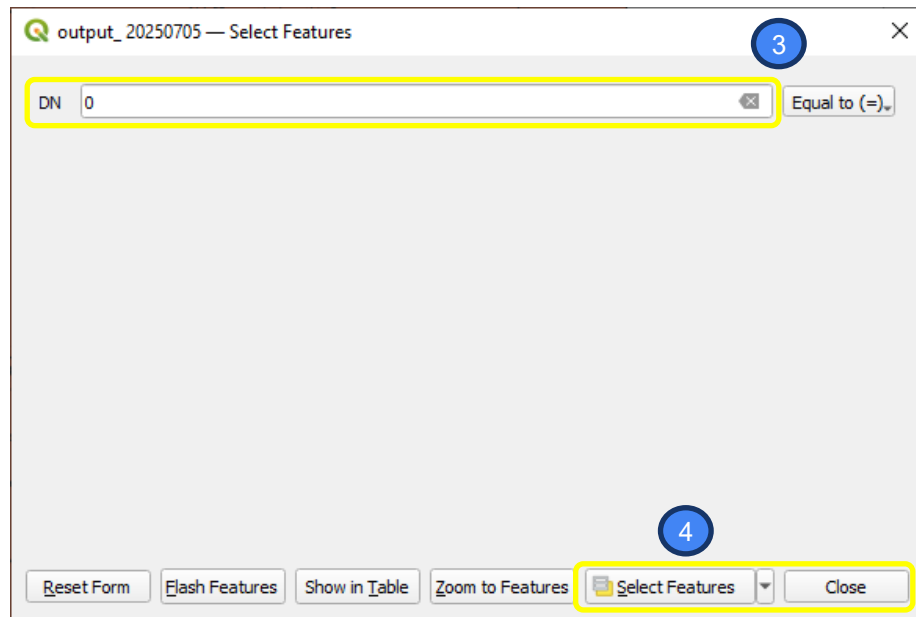 output_ 20250705 — Select Features
3
DN 0 Equal to (=)
4
Reset Form Flash Features Show in Table Zoom to Features Select Features Close